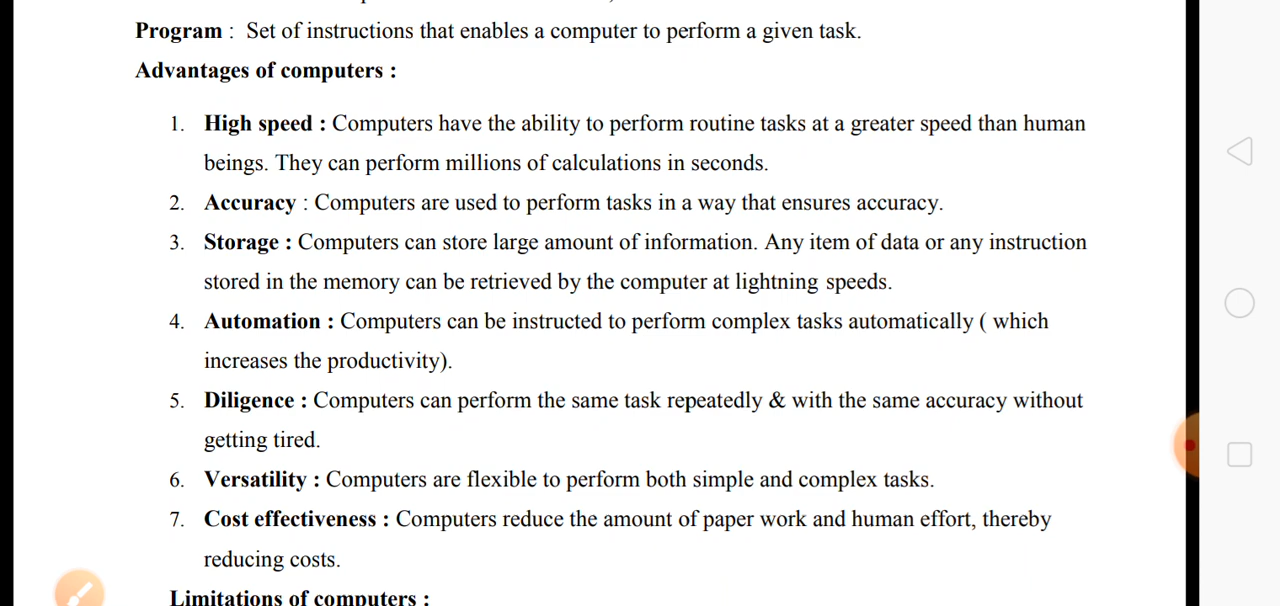 Program : Set of instructions that enables a computer to perform a given task.
Advantages of computers :
1. High speed : Computers have the ability to perform routine tasks at a greater speed than human
beings. They can perform millions of calculations in seconds.
2. Accuracy : Computers are used to perform tasks in a way that ensures accuracy.
3. Storage : Computers can store large amount of information. Any item of data or any instruction
stored in the memory can be retrieved by the computer at lightning speeds.
4. Automation : Computers can be instructed to perform complex tasks automatically ( which
increases the productivity).
5. Diligence : Computers can perform the same task repeatedly & with the same accuracy without
getting tired.
6. Versatility : Computers are flexible to perform both simple and complex tasks.
7. Cost effectiveness : Computers reduce the amount of paper work and human effort, thereby
reducing costs.
Limitations of computers :